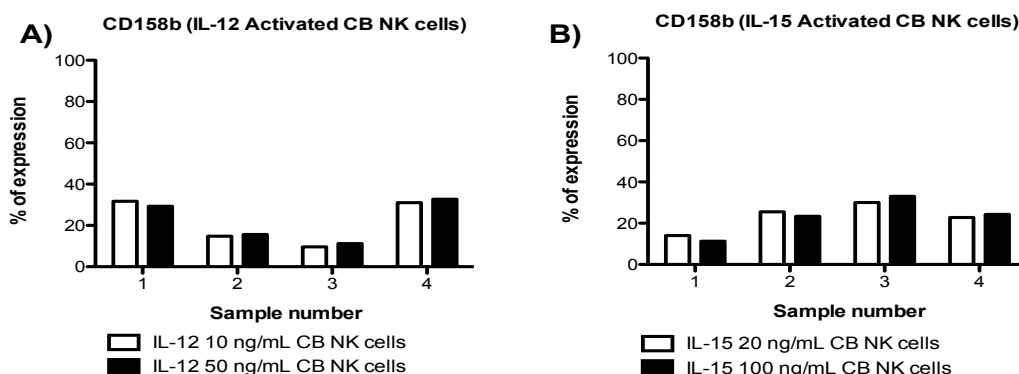 A)
CD158b (IL-12 Activated CB NK cells)
% of expression
100
80
60
40
20
0
1 2 3 4
Sample number
IL-12 10 ng/mL CB NK cells
IL-12 50 ng/mL CB NK cells
B)
CD158b (IL-15 Activated CB NK cells)
% of expression
100
80
60
40
20
0
1 2 3 4
Sample number
IL-15 20 ng/mL CB NK cells
IL-15 100 ng/mL CB NK cells